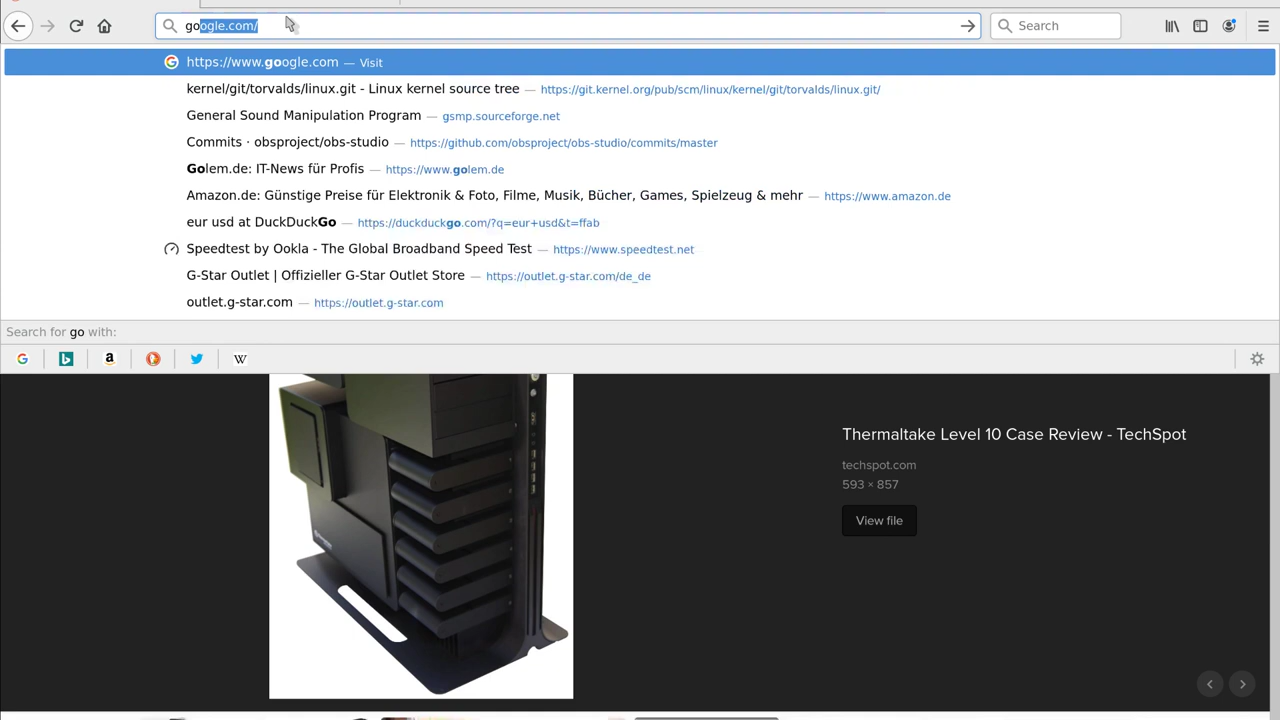 google.com/
Search
https://www.google.com — Visit
kernel/git/torvalds/linux.git - Linux kernel source tree — https://git.kernel.org/pub/scm/linux/kernel/git/torvalds/linux.git/
General Sound Manipulation Program — gsmp.sourceforge.net
Commits · obsproject/obs-studio — https://github.com/obsproject/obs-studio/commits/master
Golem.de: IT-News für Profis — https://www.golem.de
Amazon.de: Günstige Preise für Elektronik & Foto, Filme, Musik, Bücher, Games, Spielzeug & mehr — https://www.amazon.de
eur usd at DuckDuckGo — https://duckduckgo.com/?q=eur+usd&t=ffab
Speedtest by Ookla - The Global Broadband Speed Test — https://www.speedtest.net
G-Star Outlet | Offizieller G-Star Outlet Store — https://outlet.g-star.com/de_de
outlet.g-star.com — https://outlet.g-star.com
Search for go with:
Thermaltake Level 10 Case Review - TechSpot
techspot.com
593 × 857
View file